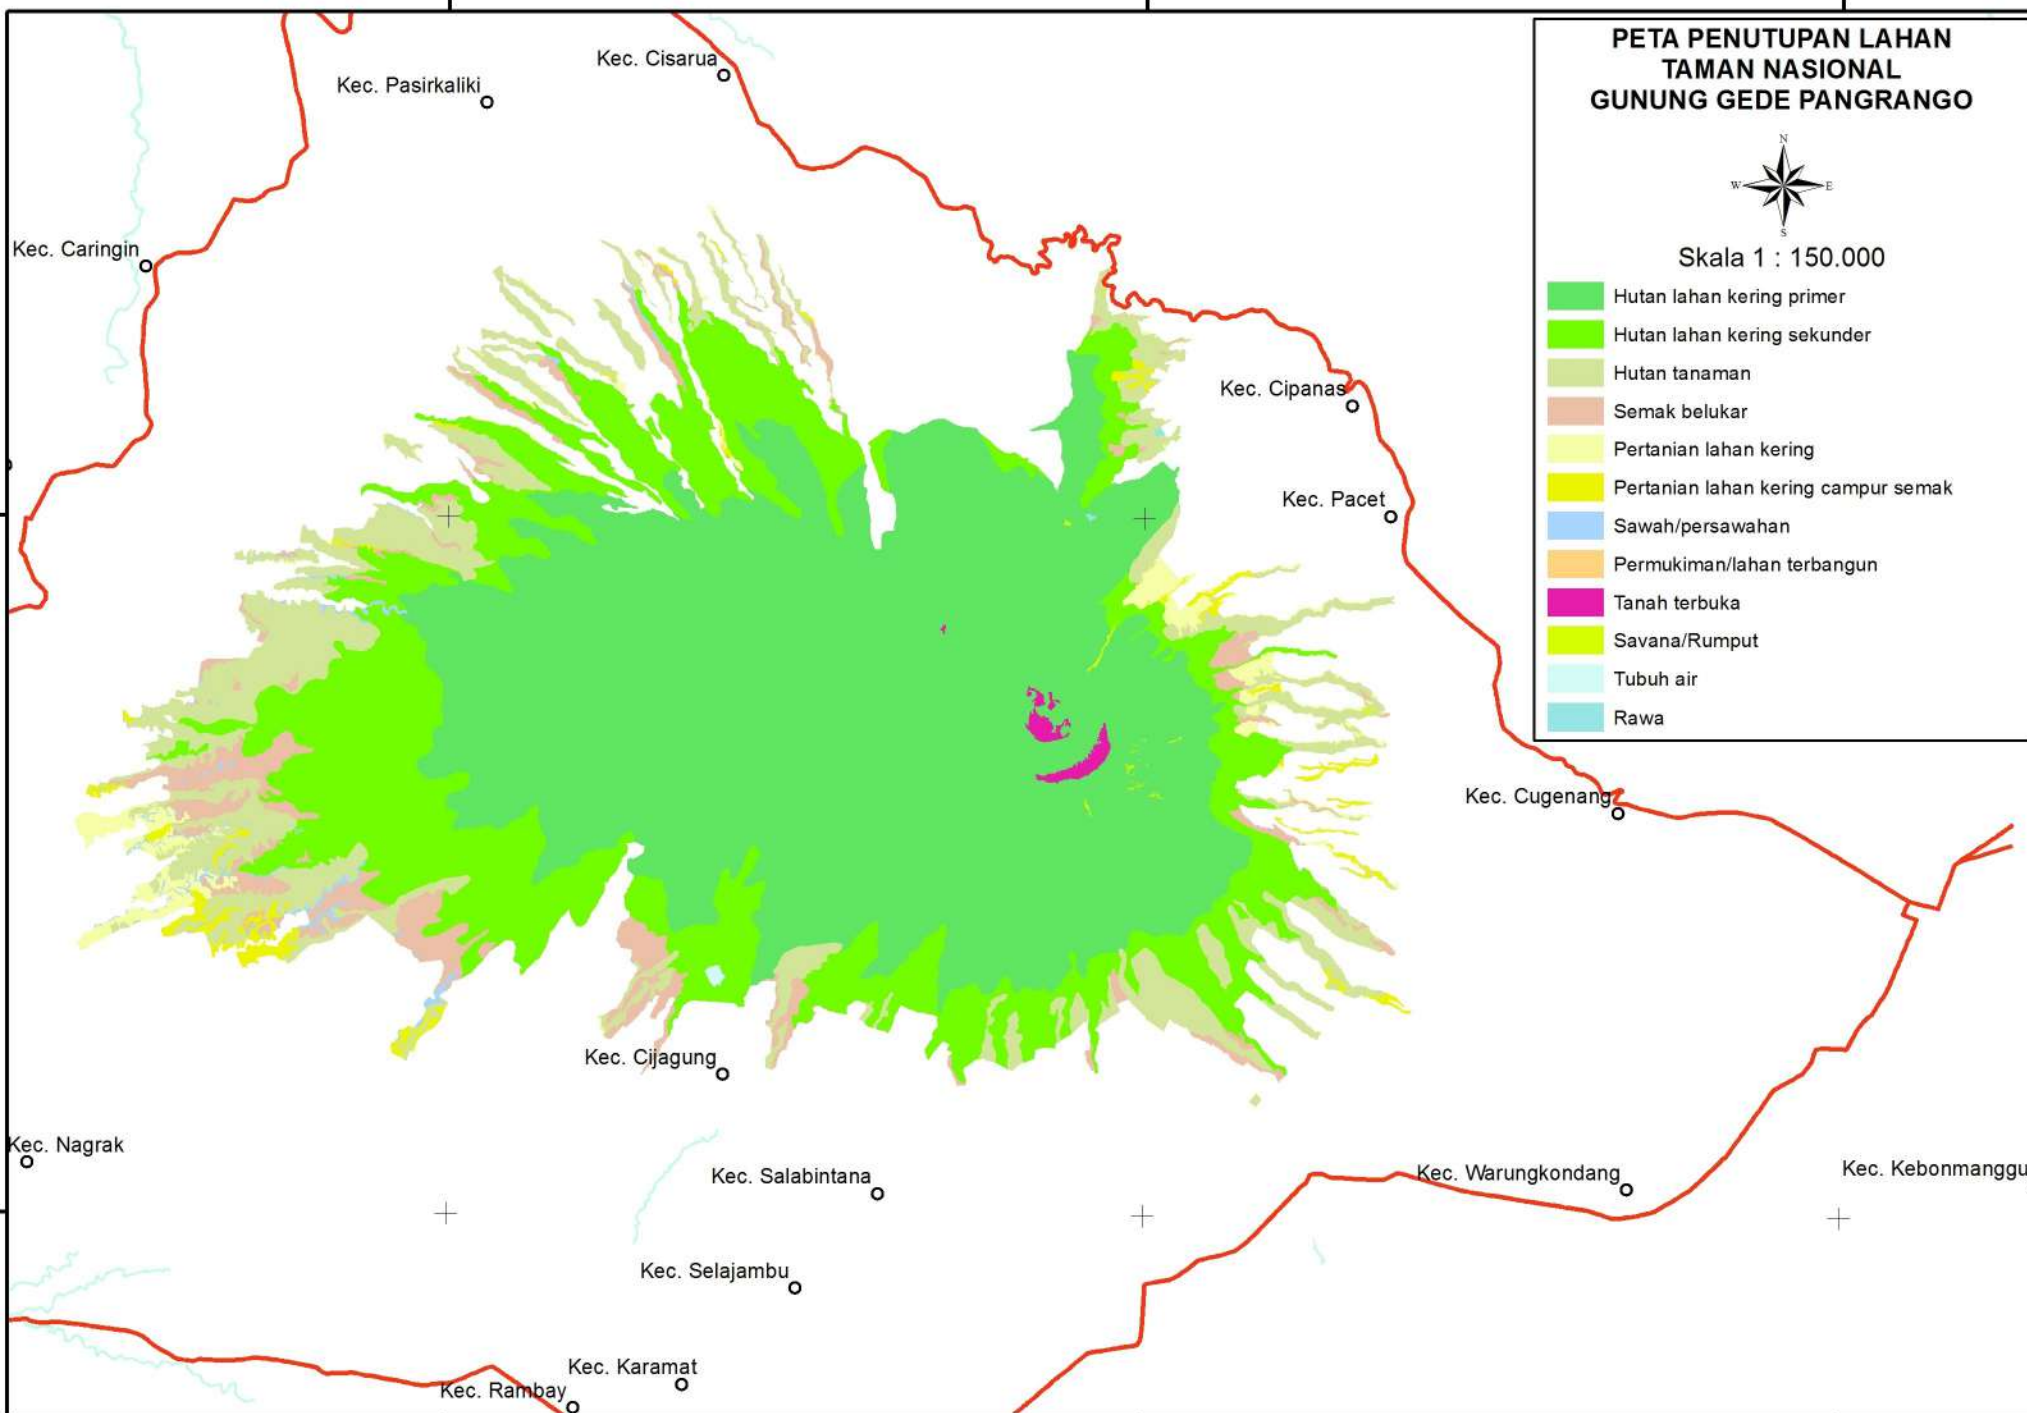 PETA PENUTUPAN LAHAN
TAMAN NASIONAL
GUNUNG GEDE PANGRANGO
N
W
E
S
Skala 1 : 150.000
Hutan lahan kering primer
Hutan lahan kering sekunder
Hutan tanaman
Semak belukar
Pertanian lahan kering
Pertanian lahan kering campur semak
Sawah/persawahan
Permukiman/lahan terbangun
Tanah terbuka
Savana/Rumput
Tubuh air
Rawa
Kec. Cisarua
Kec. Pasirkaliki
Kec. Caringin
Kec. Cipanas
Kec. Pacet
Kec. Cugenang
Kec. Cijagung
Kec. Nagrak
Kec. Salabintana
Kec. Warungkondang
Kec. Kebonmanggu
Kec. Selajambu
Kec. Karamat
Kec. Rambay